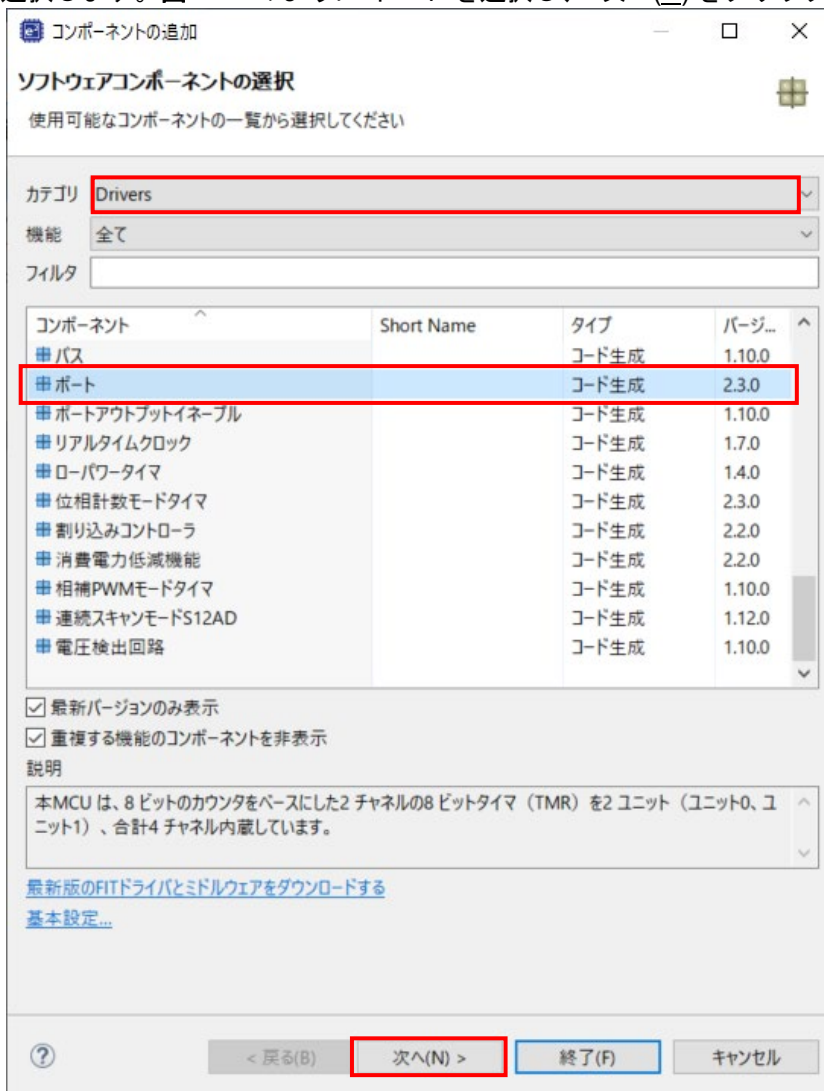 コンポーネントの追加
ソフトウェアコンポーネントの選択
使用可能なコンポーネントの一覧から選択してください
カテゴリ Drivers
機能 全て
フィルタ
コンポーネント Short Name タイプ バージ...
バス コード生成 1.10.0
ポート コード生成 2.3.0
ポートアウトプットイネーブル コード生成 1.10.0
リアルタイムクロック コード生成 1.7.0
ローパワータイマ コード生成 1.4.0
位相計数モードタイマ コード生成 2.3.0
割り込みコントローラ コード生成 2.2.0
消費電力低減機能 コード生成 2.2.0
相補PWMモードタイマ コード生成 1.10.0
連続スキャンモードS12AD コード生成 1.12.0
電圧検出回路 コード生成 1.10.0
最新バージョンのみ表示
重複する機能のコンポーネントを非表示
説明
本MCU は、8 ビットのカウンタをベースにした2 チャネルの8 ビットタイマ（TMR）を2 ユニット（ユニット0、ユ
ニット1）、合計4 チャネル内蔵しています。
最新版のFITドライバとミドルウェアをダウンロードする
基本設定...
? < 戻る(B) 次へ(N) > 終了(F) キャンセル